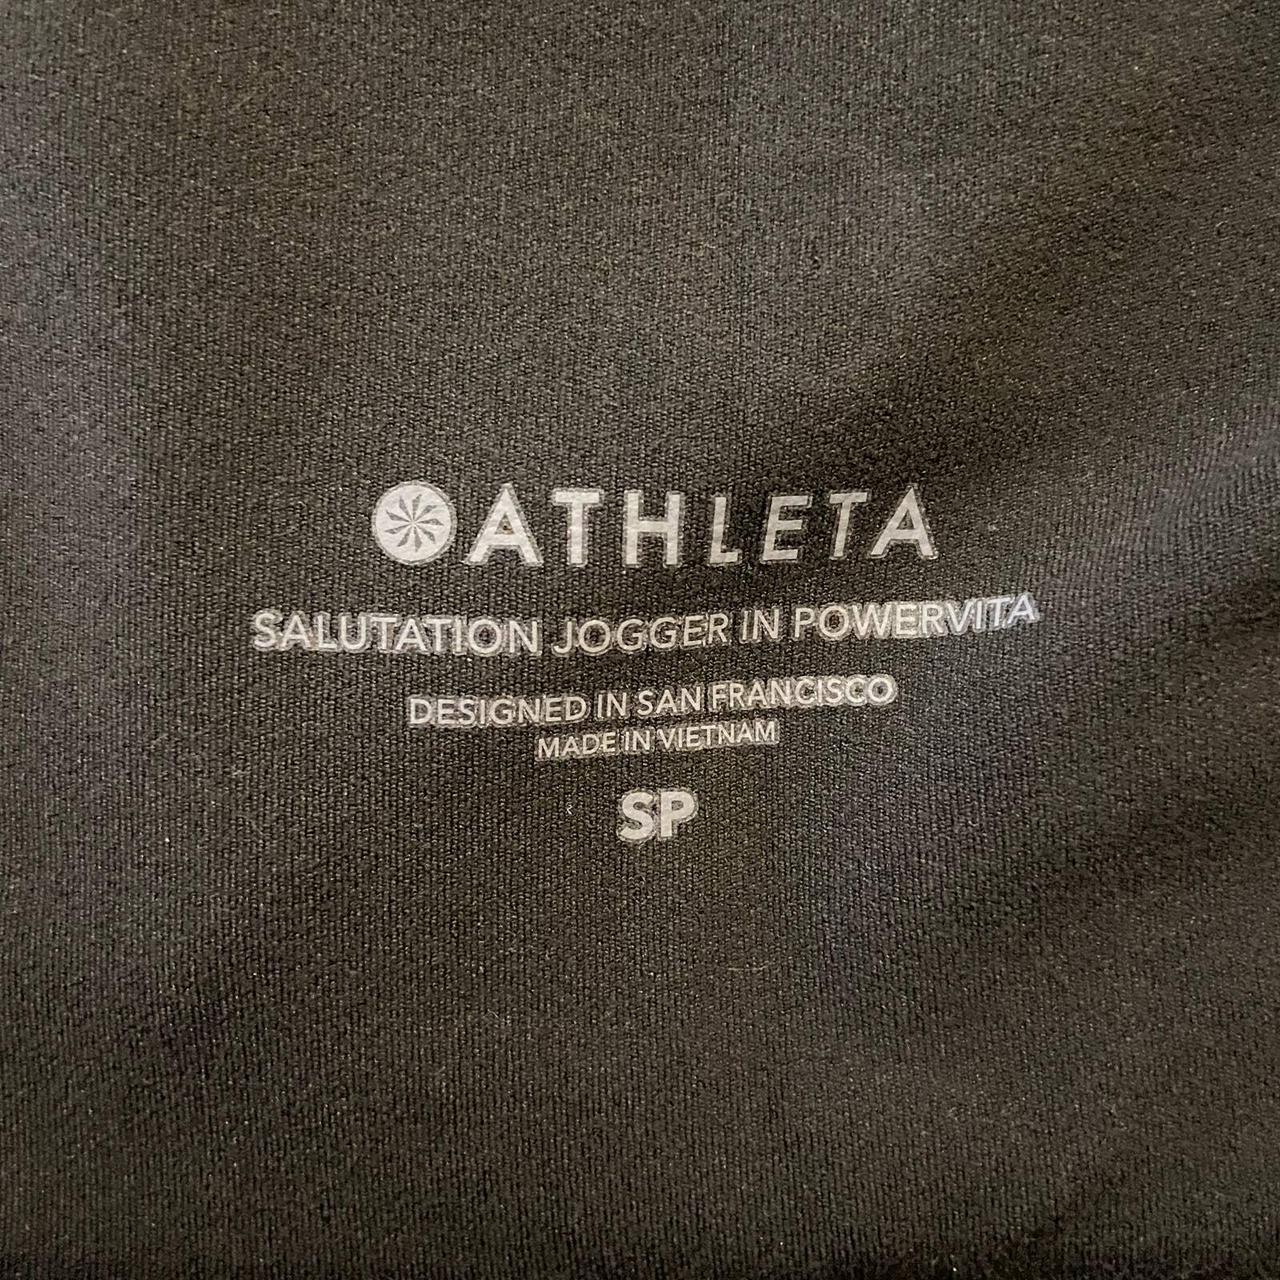 ATHLETA
SALUTATION JOGGER IN POWERVITA
DESIGNED IN SAN FRANCISCO
MADE IN VIETNAM
SP